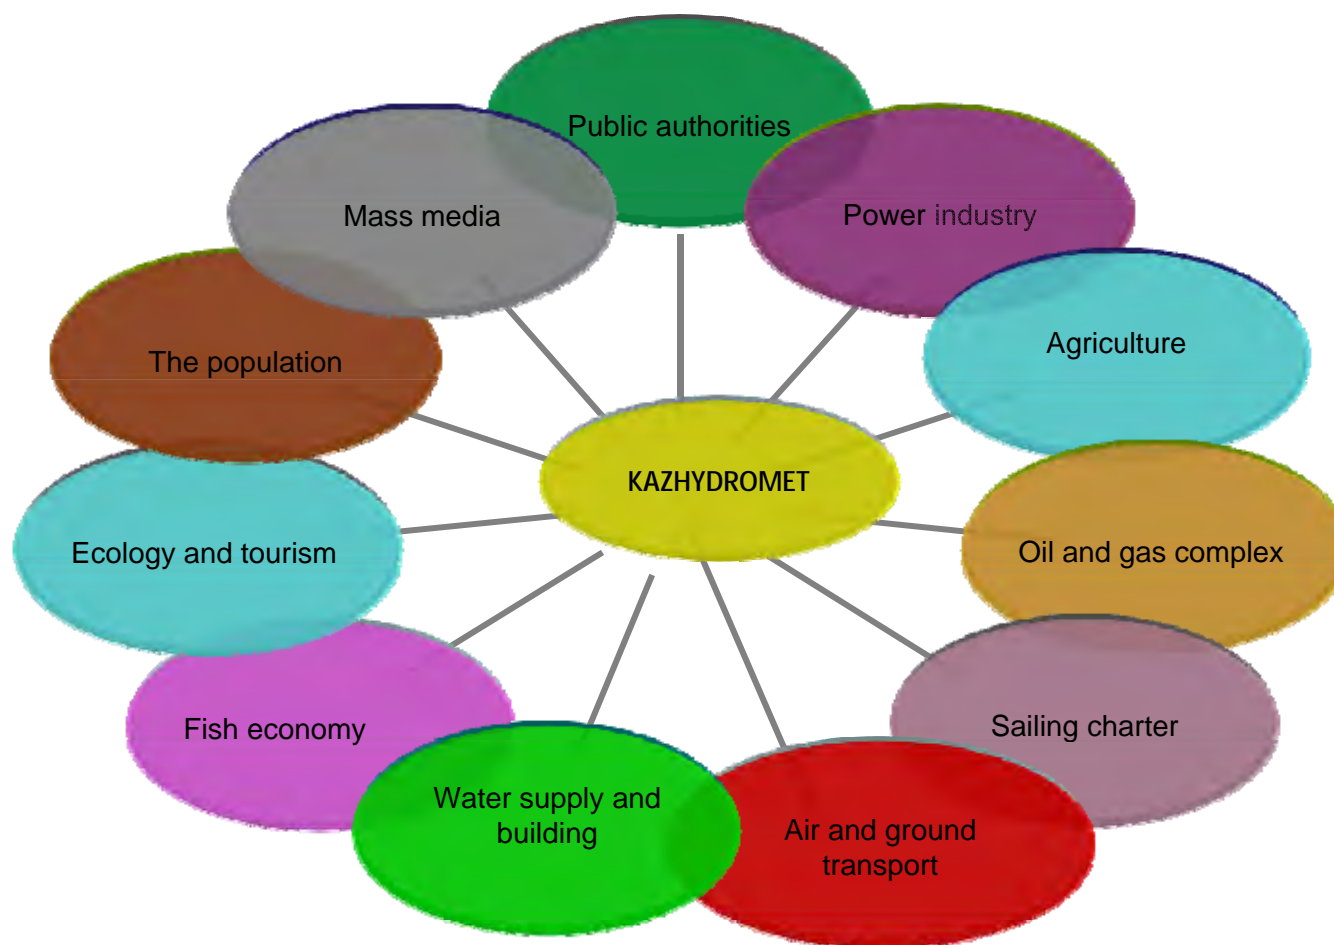 Public authorities
Mass media
Power industry
Agriculture
The population
KAZHYDROMET
Ecology and tourism
Oil and gas complex
Fish economy
Sailing charter
Water supply and
building
Air and ground
transport